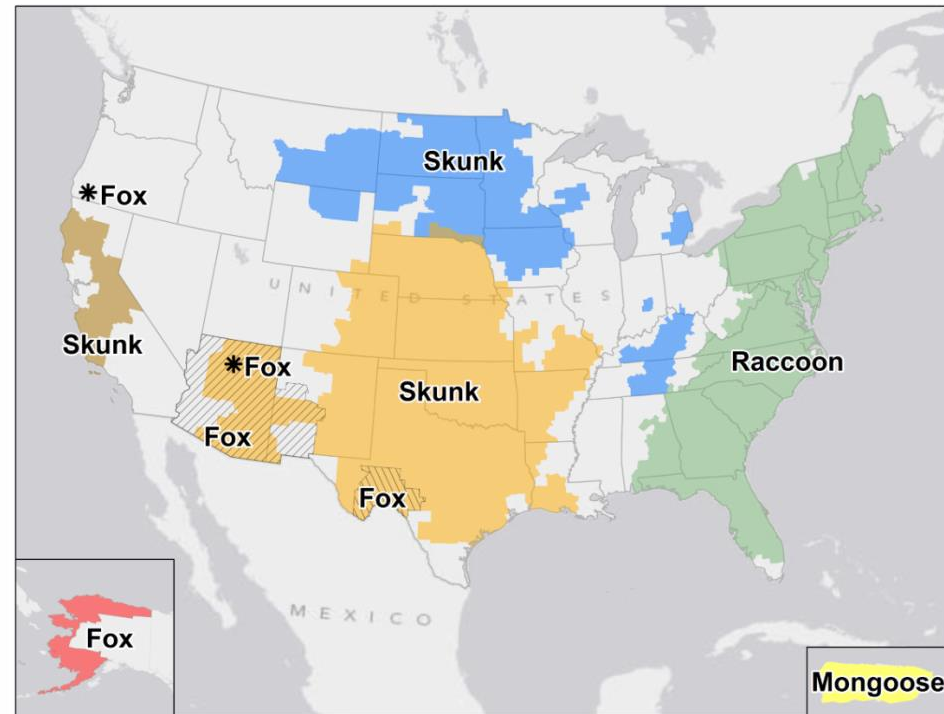 Skunk
Fox
UNITED STATES
Skunk
Fox
Raccoon
Skunk
Fox
Fox
MEXICO
Fox
Mongoose